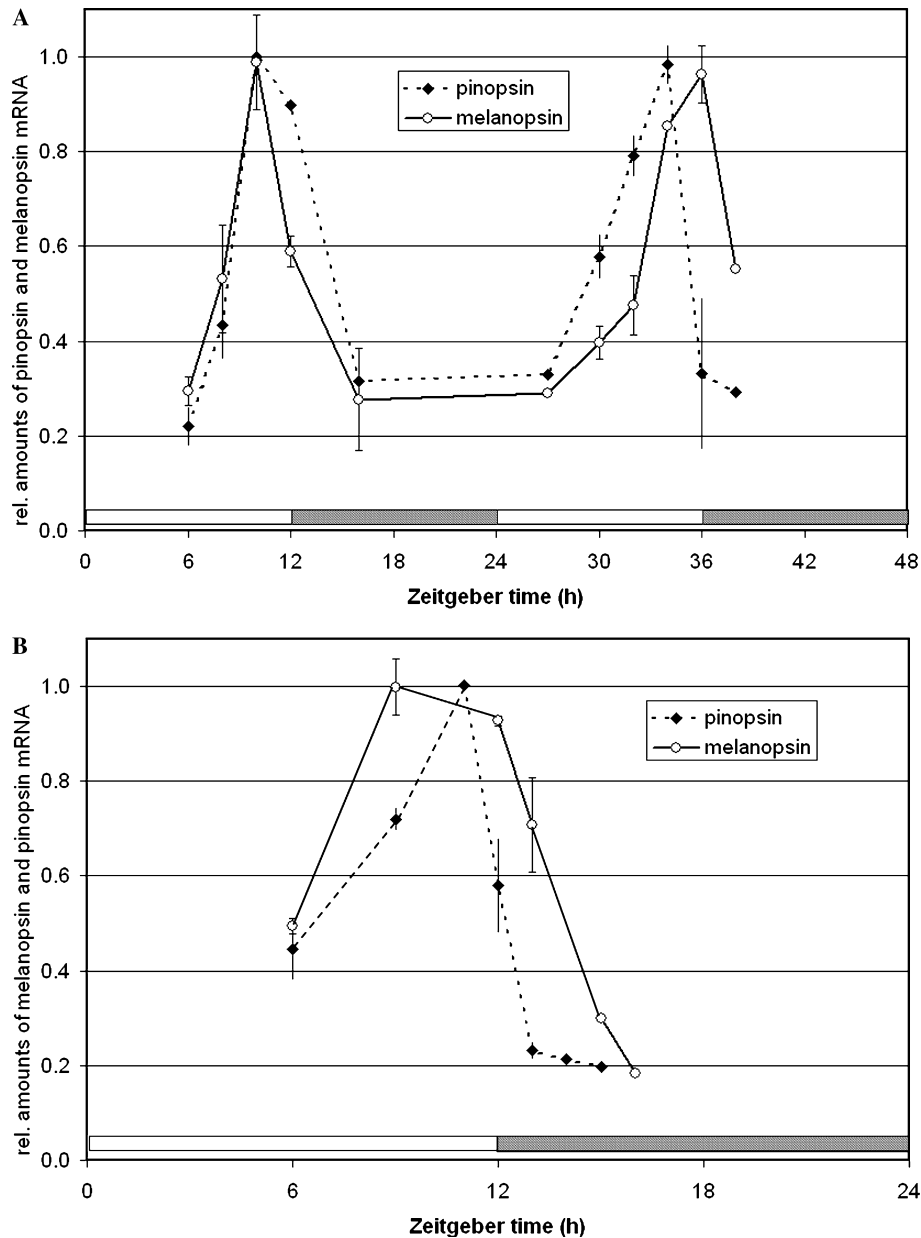 A
rel. amounts of pinopsin and melanopsin mRNA
1.0
0.8
0.6
0.4
0.2
0.0
pinopsin
melanopsin
0 6 12 18 24 30 36 42 48
Zeitgeber time (h)
B
rel. amounts of melanopsin and pinopsin mRNA
1.0
0.8
0.6
0.4
0.2
0.0
pinopsin
melanopsin
0 6 12 18 24
Zeitgeber time (h)